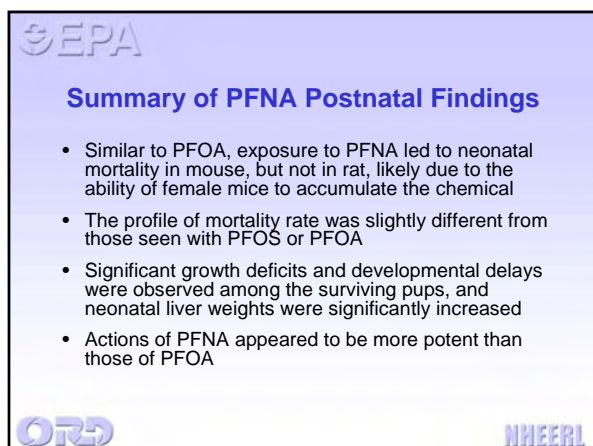 EPA
Summary of PFNA Postnatal Findings
• Similar to PFOA, exposure to PFNA led to neonatal
mortality in mouse, but not in rat, likely due to the
ability of female mice to accumulate the chemical
• The profile of mortality rate was slightly different from
those seen with PFOS or PFOA
• Significant growth deficits and developmental delays
were observed among the surviving pups, and
neonatal liver weights were significantly increased
• Actions of PFNA appeared to be more potent than
those of PFOA
ORD
NHEERL